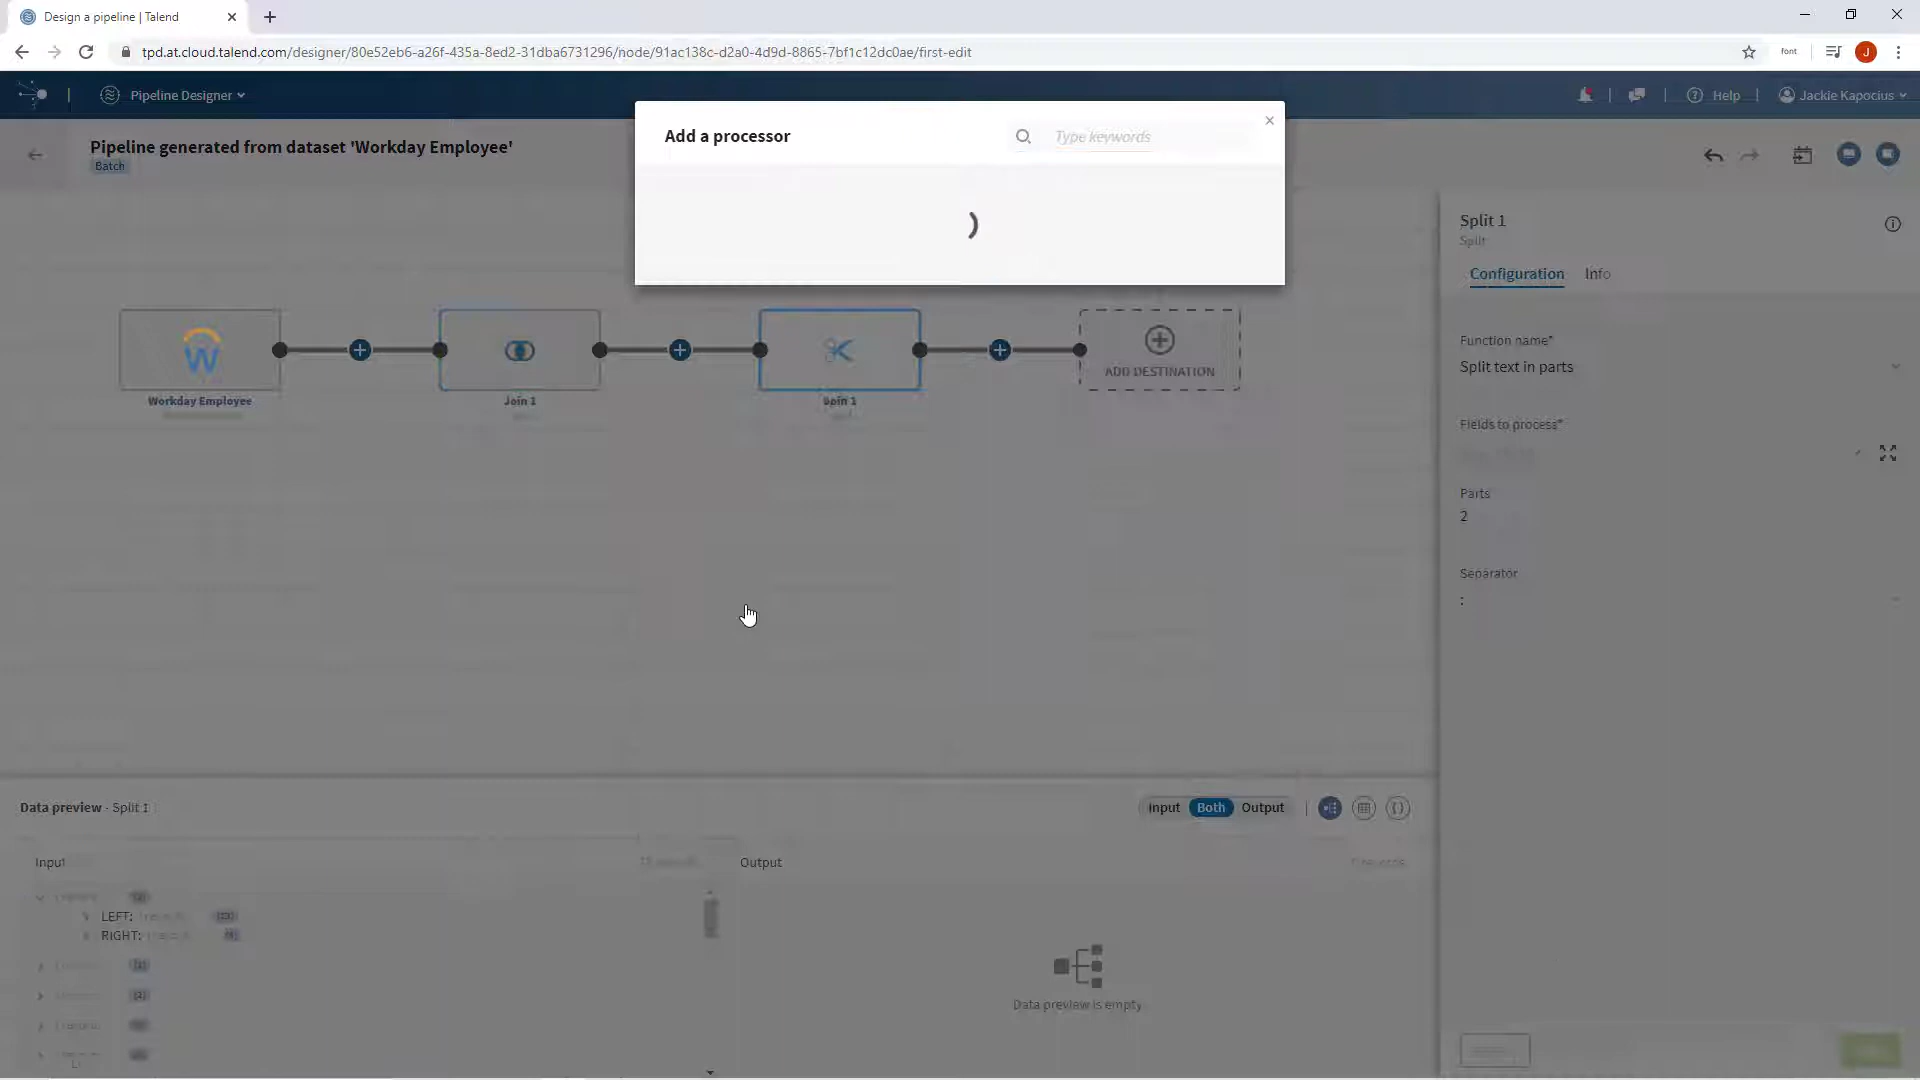 Design a pipeline | Talend
tpd.at.cloud.talend.com/designer/80e52eb6-a26f-435a-8ed2-31dba6731296/node/91ac138c-d2a0-4d9d-8865-7bf1c12dc0ae/first-edit
font
J
Pipeline Designer
Help
Jackie Kapocius
Pipeline generated from dataset 'Workday Employee'
Batch
Add a processor
Type keywords
Split 1
Split
Configuration Info
Function name*
Split text in parts
Fields to process*
Parts
2
Separator
:
W
Workday Employee
Join 1
ADD DESTINATION
Data preview - Split 1
Input Both Output
Input
Output
LEFT:
RIGHT:
Data preview is empty